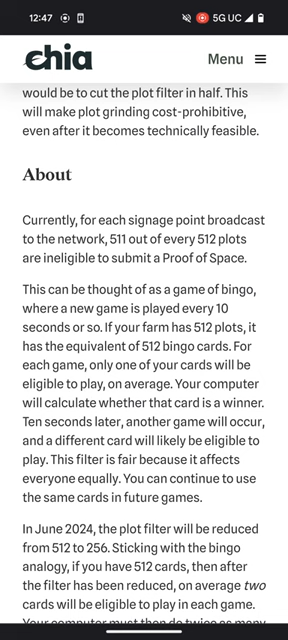 12:47
5G UC
chia
Menu
would be to cut the plot filter in half. This
will make plot grinding cost-prohibitive,
even after it becomes technically feasible.
About
Currently, for each signage point broadcast
to the network, 511 out of every 512 plots
are ineligible to submit a Proof of Space.
This can be thought of as a game of bingo,
where a new game is played every 10
seconds or so. If your farm has 512 plots, it
has the equivalent of 512 bingo cards. For
each game, only one of your cards will be
eligible to play, on average. Your computer
will calculate whether that card is a winner.
Ten seconds later, another game will occur,
and a different card will likely be eligible to
play. This filter is fair because it affects
everyone equally. You can continue to use
the same cards in future games.
In June 2024, the plot filter will be reduced
from 512 to 256. Sticking with the bingo
analogy, if you have 512 cards, then after
the filter has been reduced, on average two
cards will be eligible to play in each game.
Your computer must then do twice as many